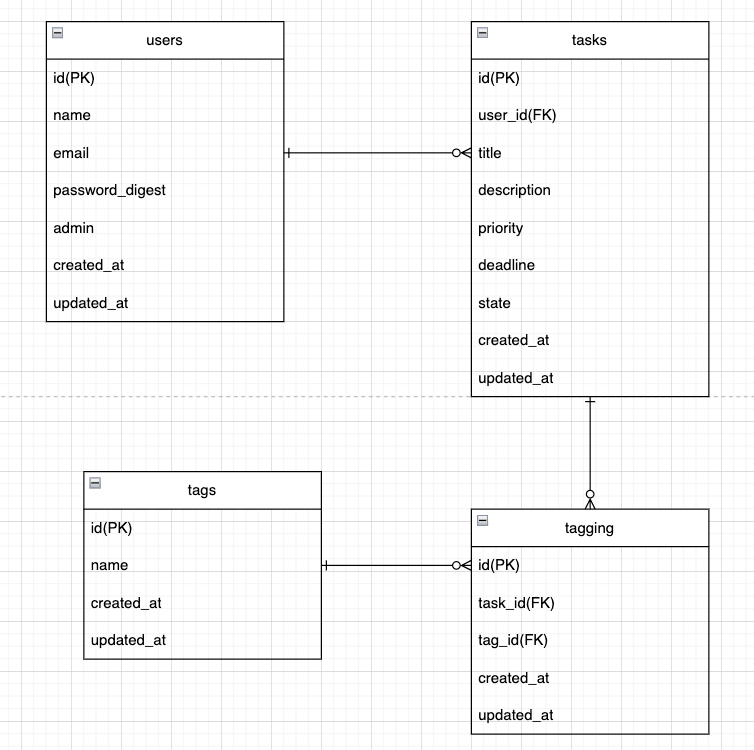 users
id(PK)
name
email
password_digest
admin
created_at
updated_at
tasks
id(PK)
user_id(FK)
title
description
priority
deadline
state
created_at
updated_at
tags
id(PK)
name
created_at
updated_at
tagging
id(PK)
task_id(FK)
tag_id(FK)
created_at
updated_at